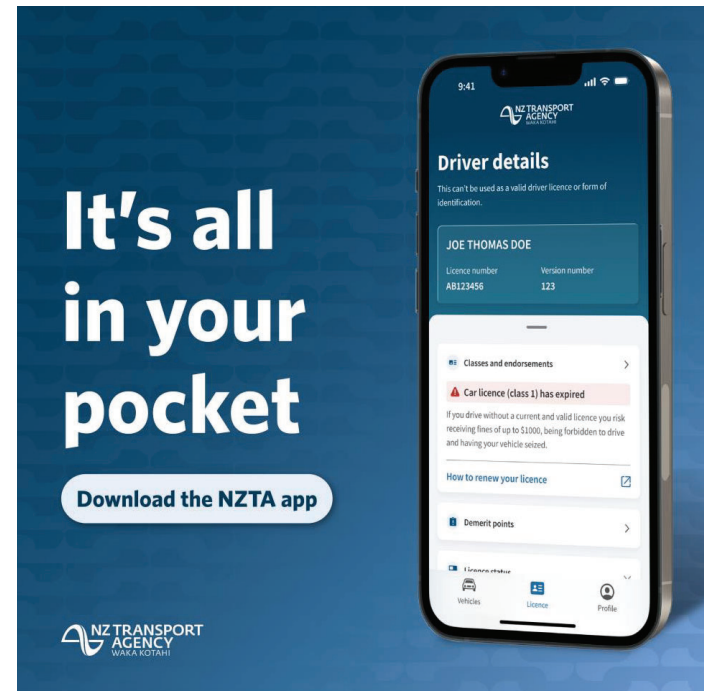 It's all
in your
pocket
Download the NZTA app
NZ TRANSPORT
AGENCY
WAKA KOTAHI
9:41
NZ TRANSPORT
AGENCY
WAKA KOTAHI
Driver details
This can't be used as a valid driver licence or form of
identification.
JOE THOMAS DOE
Licence number Version number
AB123456 123
Classes and endorsements
Car licence (class 1) has expired
If you drive without a current and valid licence you risk
receiving fines of up to $1000, being forbidden to drive
and having your vehicle seized.
How to renew your licence
Demerit points
Licence status
Vehicles Licence Profile